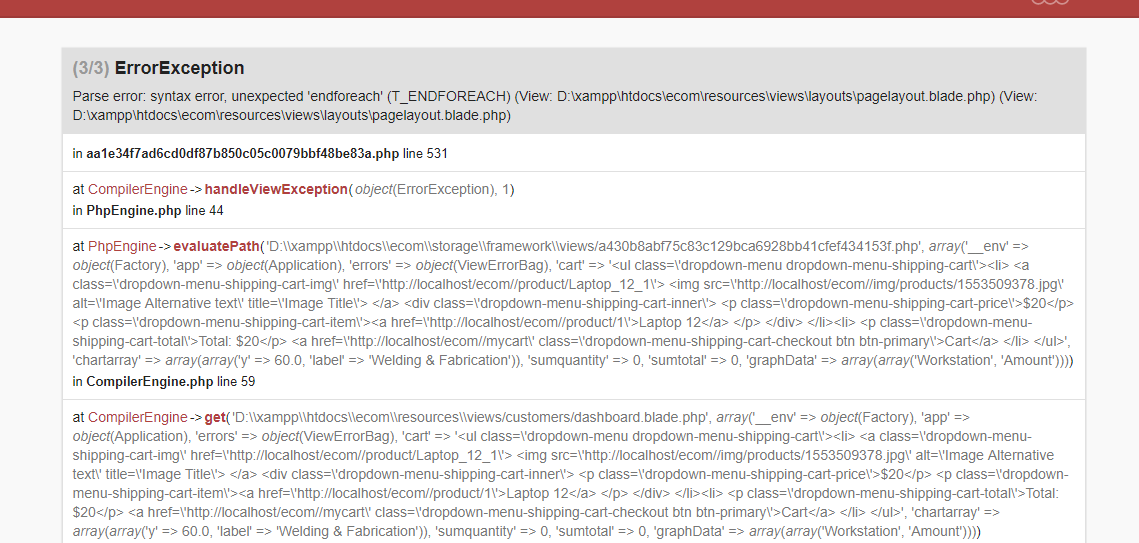 (3/3) ErrorException
Parse error: syntax error, unexpected 'endforeach' (T_ENDFOREACH) (View: D:\xampp\htdocs\ecom\resources\views\layouts\pagelayout.blade.php) (View:
D:\xampp\htdocs\ecom\resources\views\layouts\pagelayout.blade.php)
in aa1e34f7ad6cd0df87b850c05c0079bbf48be83a.php line 531
at CompilerEngine->handleViewException(object(ErrorException), 1)
in PhpEngine.php line 44
at PhpEngine->evaluatePath('D:\\xampp\\htdocs\\ecom\\storage\\framework\\views/a430b8abf75c83c129bca6928bb41cfef434153f.php', array('__env' =>
object(Factory), 'app' => object(Application), 'errors' => object(ViewErrorBag), 'cart' => '<ul class=\'dropdown-menu dropdown-menu-shipping-cart\'><li> <a
class=\'dropdown-menu-shipping-cart-img\' href=\'http://localhost/ecom//product/Laptop_12_1\'> <img src=\'http://localhost/ecom//img/products/1553509378.jpg\'
alt=\'Image Alternative text\' title=\'Image Title\'> </a> <div class=\'dropdown-menu-shipping-cart-inner\'> <p class=\'dropdown-menu-shipping-cart-price\'>$20</p>
<p class=\'dropdown-menu-shipping-cart-item\'><a href=\'http://localhost/ecom//product/1\'>Laptop 12</a> </p> </div> </li><li> <p class=\'dropdown-menu-
shipping-cart-total\'>Total: $20</p> <a href=\'http://localhost/ecom//mycart\' class=\'dropdown-menu-shipping-cart-checkout btn btn-primary\'>Cart</a> </li> </ul>',
'chartarray' => array(array('y' => 60.0, 'label' => 'Welding & Fabrication')), 'sumquantity' => 0, 'sumtotal' => 0, 'graphData' => array(array('Workstation', 'Amount'))))
in CompilerEngine.php line 59
at CompilerEngine->get('D:\\xampp\\htdocs\\ecom\\resources\\views/customers/dashboard.blade.php', array('__env' => object(Factory), 'app' =>
object(Application), 'errors' => object(ViewErrorBag), 'cart' => '<ul class=\'dropdown-menu dropdown-menu-shipping-cart\'><li> <a class=\'dropdown-menu-
shipping-cart-img\' href=\'http://localhost/ecom//product/Laptop_12_1\'> <img src=\'http://localhost/ecom//img/products/1553509378.jpg\' alt=\'Image Alternative
text\' title=\'Image Title\'> </a> <div class=\'dropdown-menu-shipping-cart-inner\'> <p class=\'dropdown-menu-shipping-cart-price\'>$20</p> <p class=\'dropdown-
menu-shipping-cart-item\'><a href=\'http://localhost/ecom//product/1\'>Laptop 12</a> </p> </div> </li><li> <p class=\'dropdown-menu-shipping-cart-total\'>Total:
$20</p> <a href=\'http://localhost/ecom//mycart\' class=\'dropdown-menu-shipping-cart-checkout btn btn-primary\'>Cart</a> </li> </ul>', 'chartarray' =>
array(array('y' => 60.0, 'label' => 'Welding & Fabrication')), 'sumquantity' => 0, 'sumtotal' => 0, 'graphData' => array(array('Workstation', 'Amount'))))